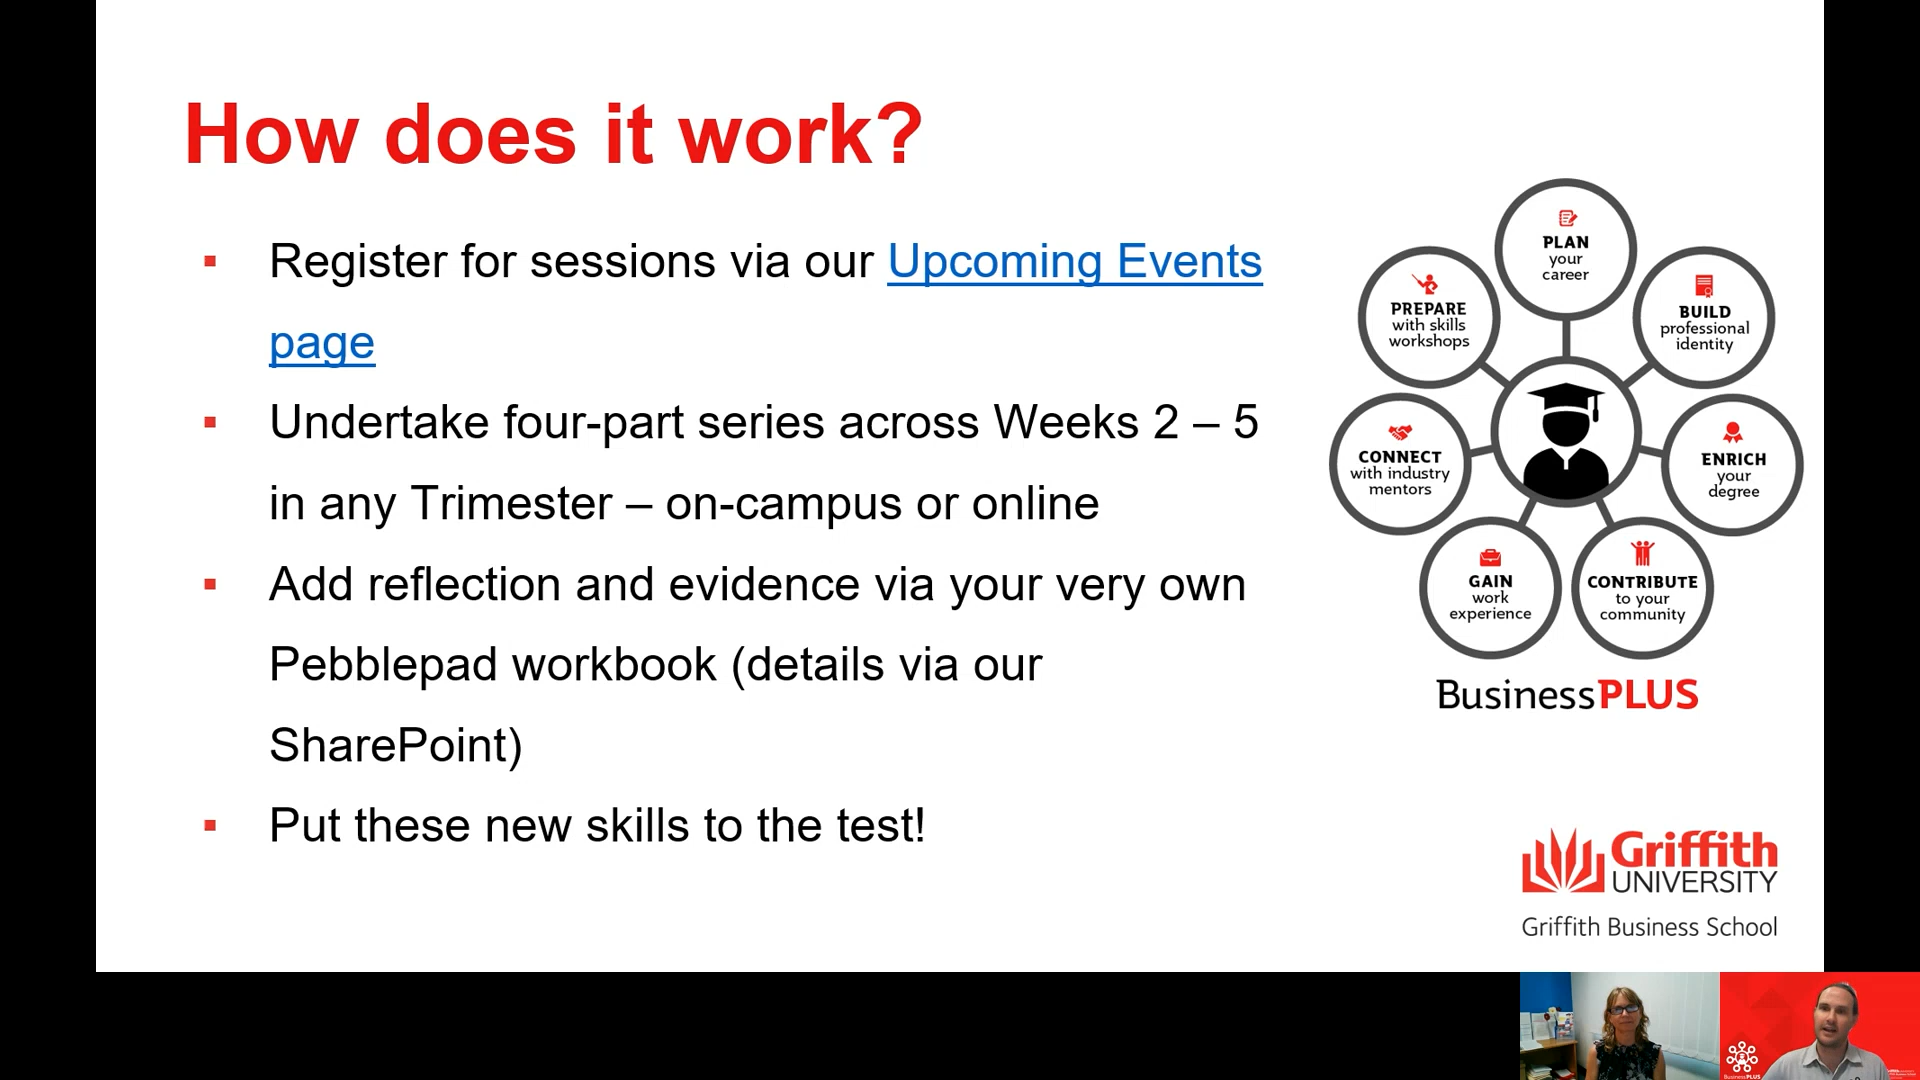 How does it work?
Register for sessions via our Upcoming Events
page
Undertake four-part series across Weeks 2 – 5
in any Trimester – on-campus or online
Add reflection and evidence via your very own
Pebblepad workbook (details via our
SharePoint)
Put these new skills to the test!
PLAN
your
career
BUILD
professional
identity
ENRICH
your
degree
CONTRIBUTE
to your
community
GAIN
work
experience
CONNECT
with industry
mentors
PREPARE
with skills
workshops
BusinessPLUS
Griffith
UNIVERSITY
Griffith Business School
BusinessPLUS